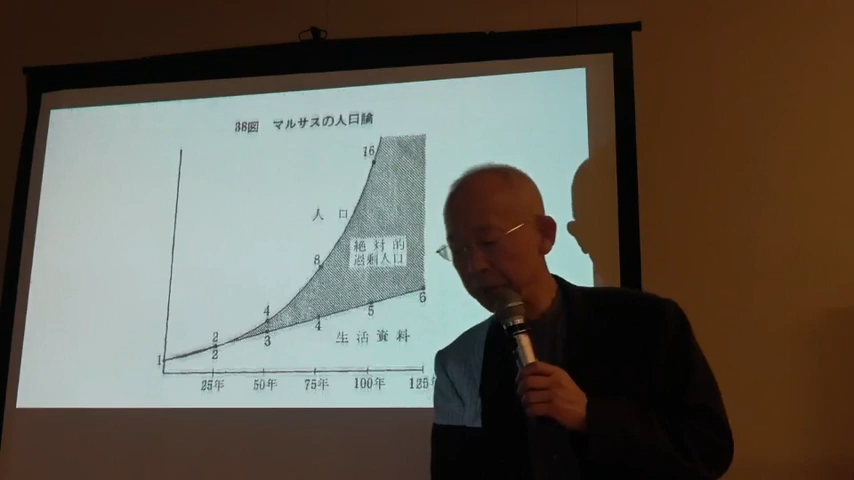 38図 マルサスの人口論
16
人口
8
絶対的
過剰人口
4
6
5
4
2
3
生活資料
2
1
25年 50年 75年 100年 125年